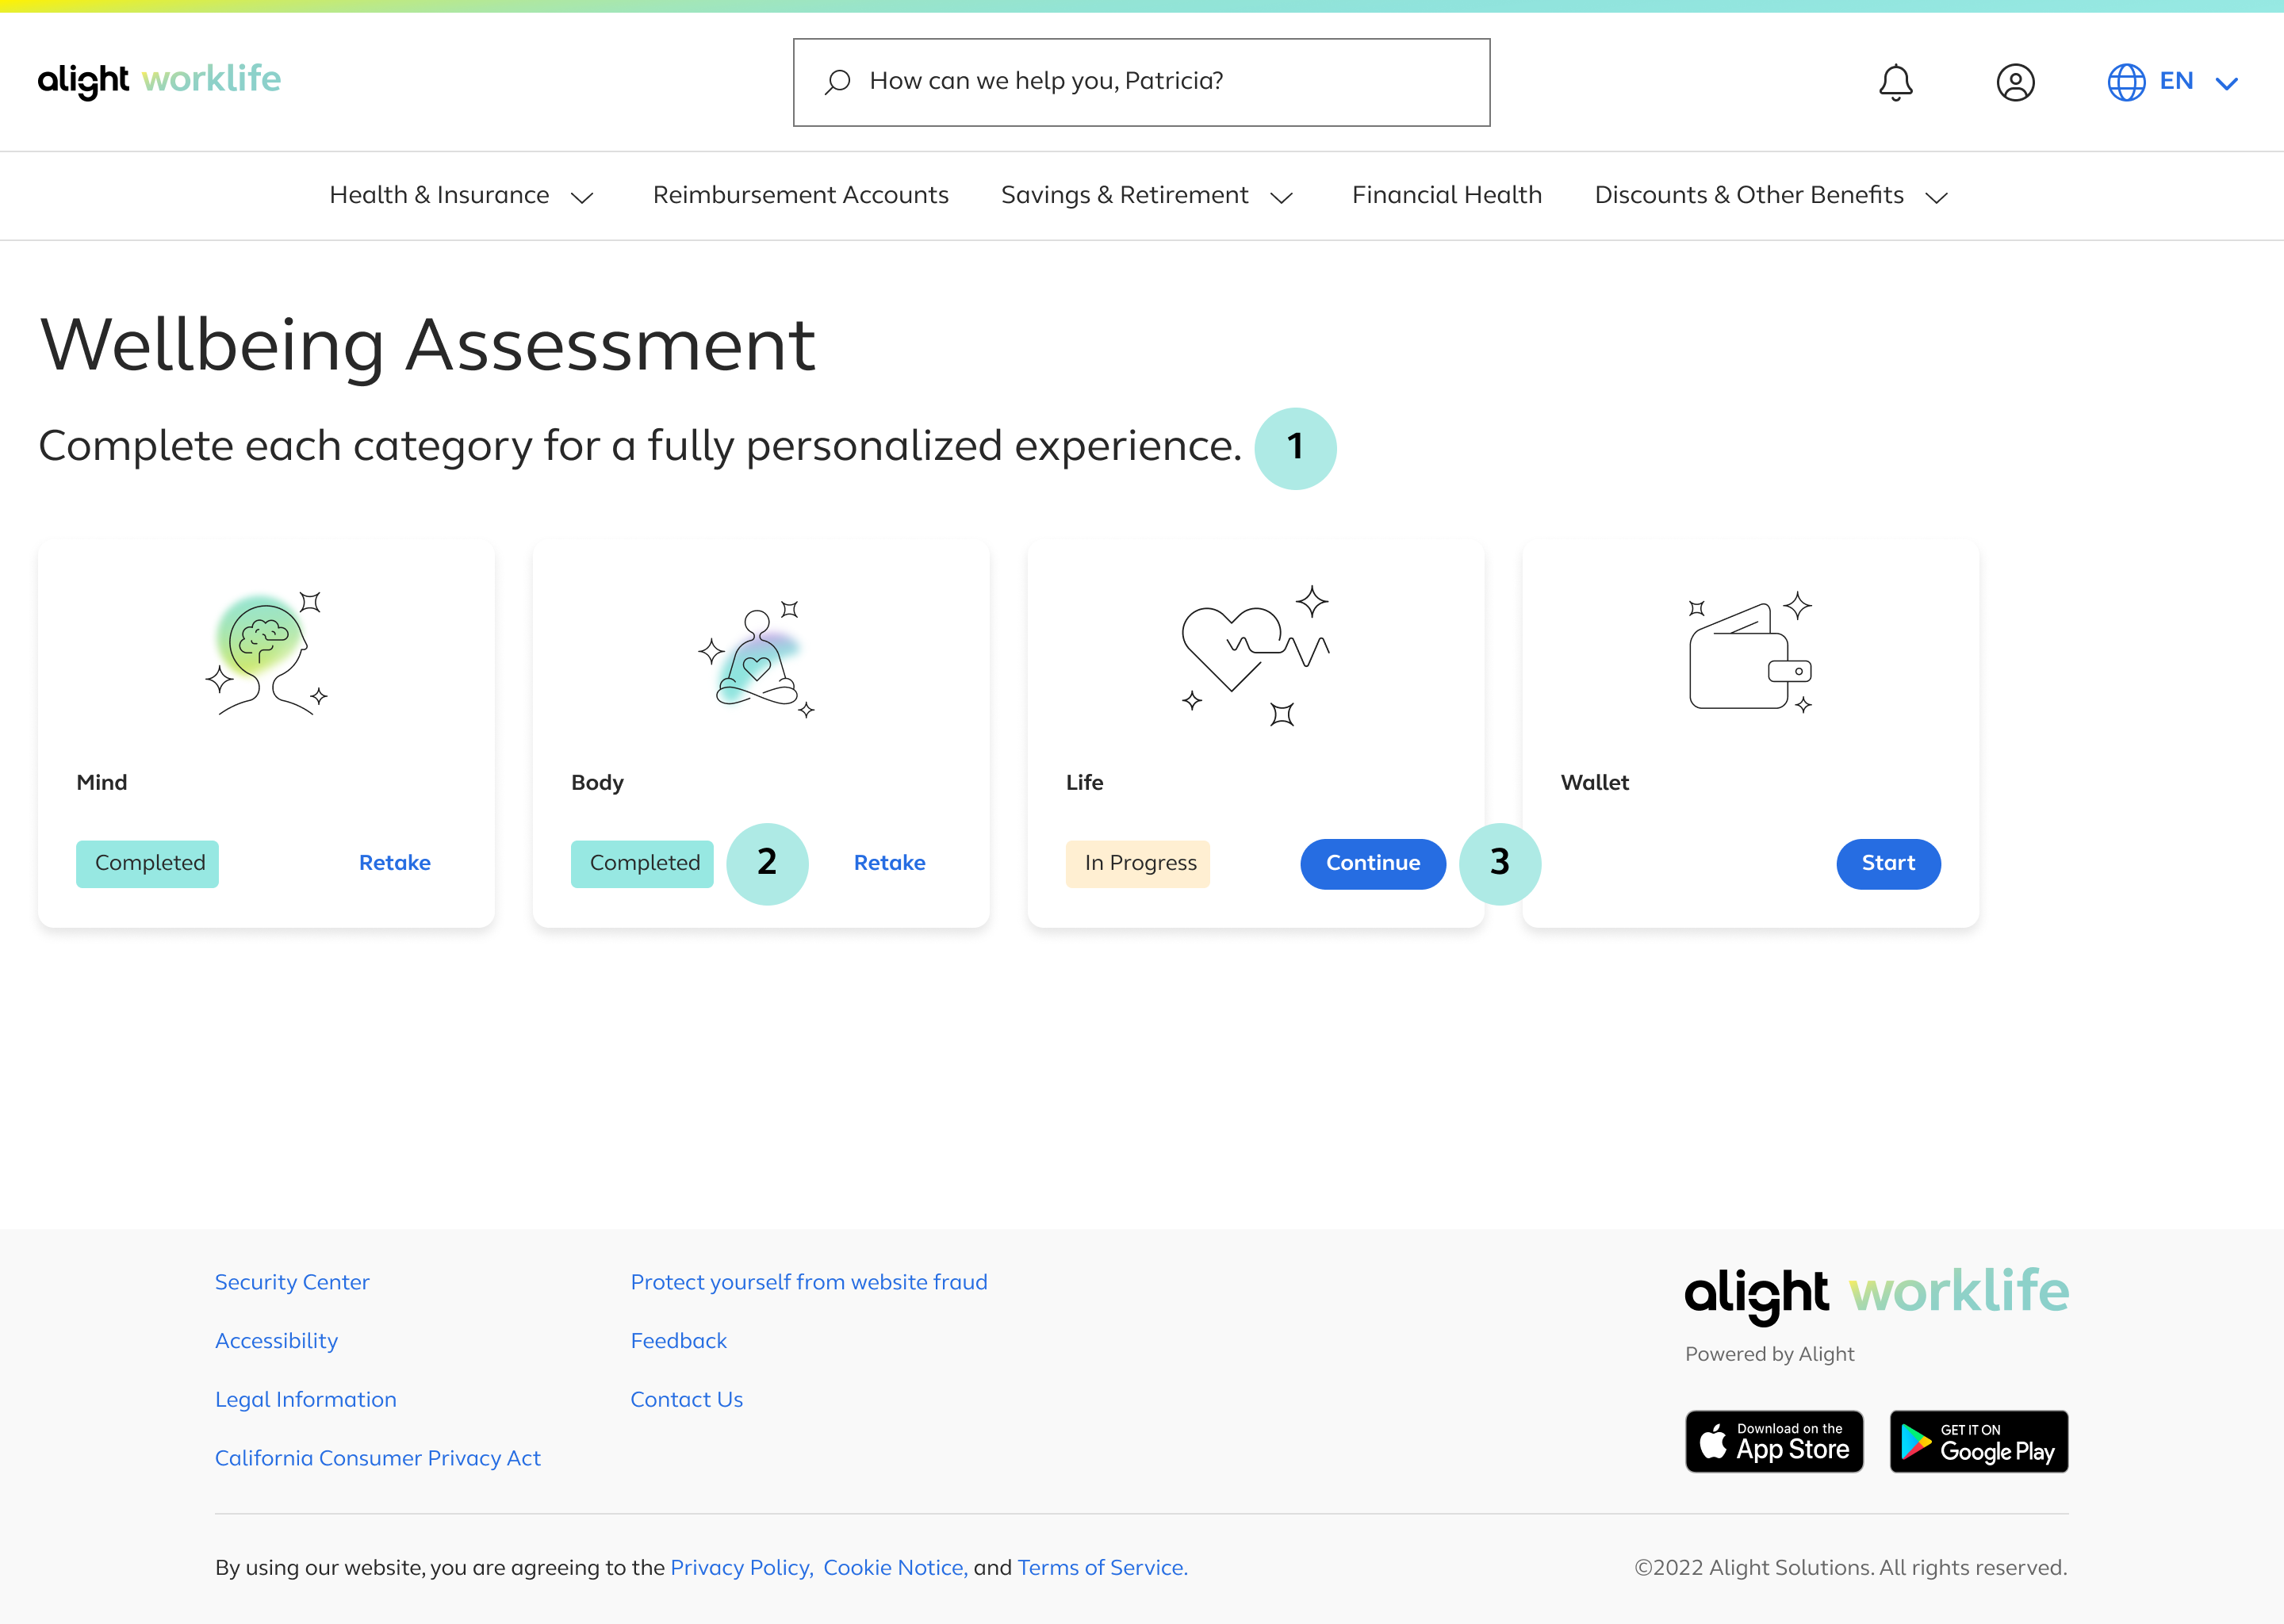 alight worklife
How can we help you, Patricia?
EN
Health & Insurance
Reimbursement Accounts
Savings & Retirement
Financial Health
Discounts & Other Benefits
Wellbeing Assessment
Complete each category for a fully personalized experience.
1
Mind
Completed
Retake
Body
Completed
2
Retake
Life
In Progress
Continue
3
Wallet
Start
Security Center
Accessibility
Legal Information
California Consumer Privacy Act
Protect yourself from website fraud
Feedback
Contact Us
alight worklife
Powered by Alight
Download on the
App Store
GET IT ON
Google Play
By using our website, you are agreeing to the Privacy Policy, Cookie Notice, and Terms of Service.
©2022 Alight Solutions. All rights reserved.